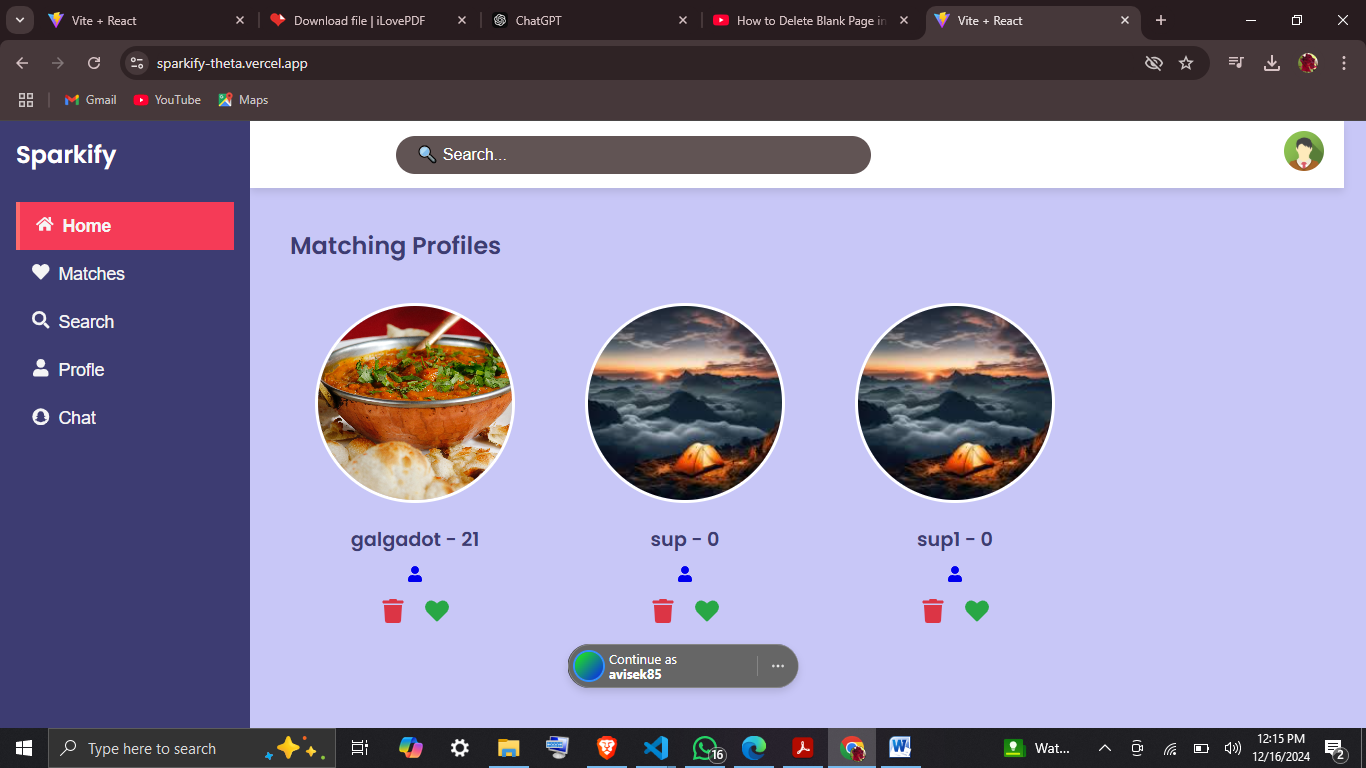 Vite + React
Download file | iLovePDF
ChatGPT
How to Delete Blank Page in
Vite + React
sparkify-theta.vercel.app
Gmail
YouTube
Maps
Sparkify
Search...
Home
Matches
Search
Profle
Chat
Matching Profiles
galgadot - 21
sup - 0
sup1 - 0
Continue as
avisek85
Type here to search
16
Wat...
12:15 PM
12/16/2024
2